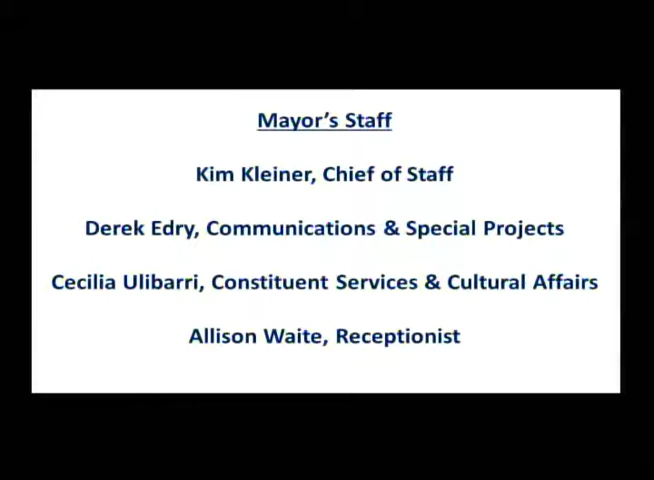 Mayor’s Staff
Kim Kleiner, Chief of Staff
Derek Edry, Communications & Special Projects
Cecilia Ulibarri, Constituent Services & Cultural Affairs
Allison Waite, Receptionist